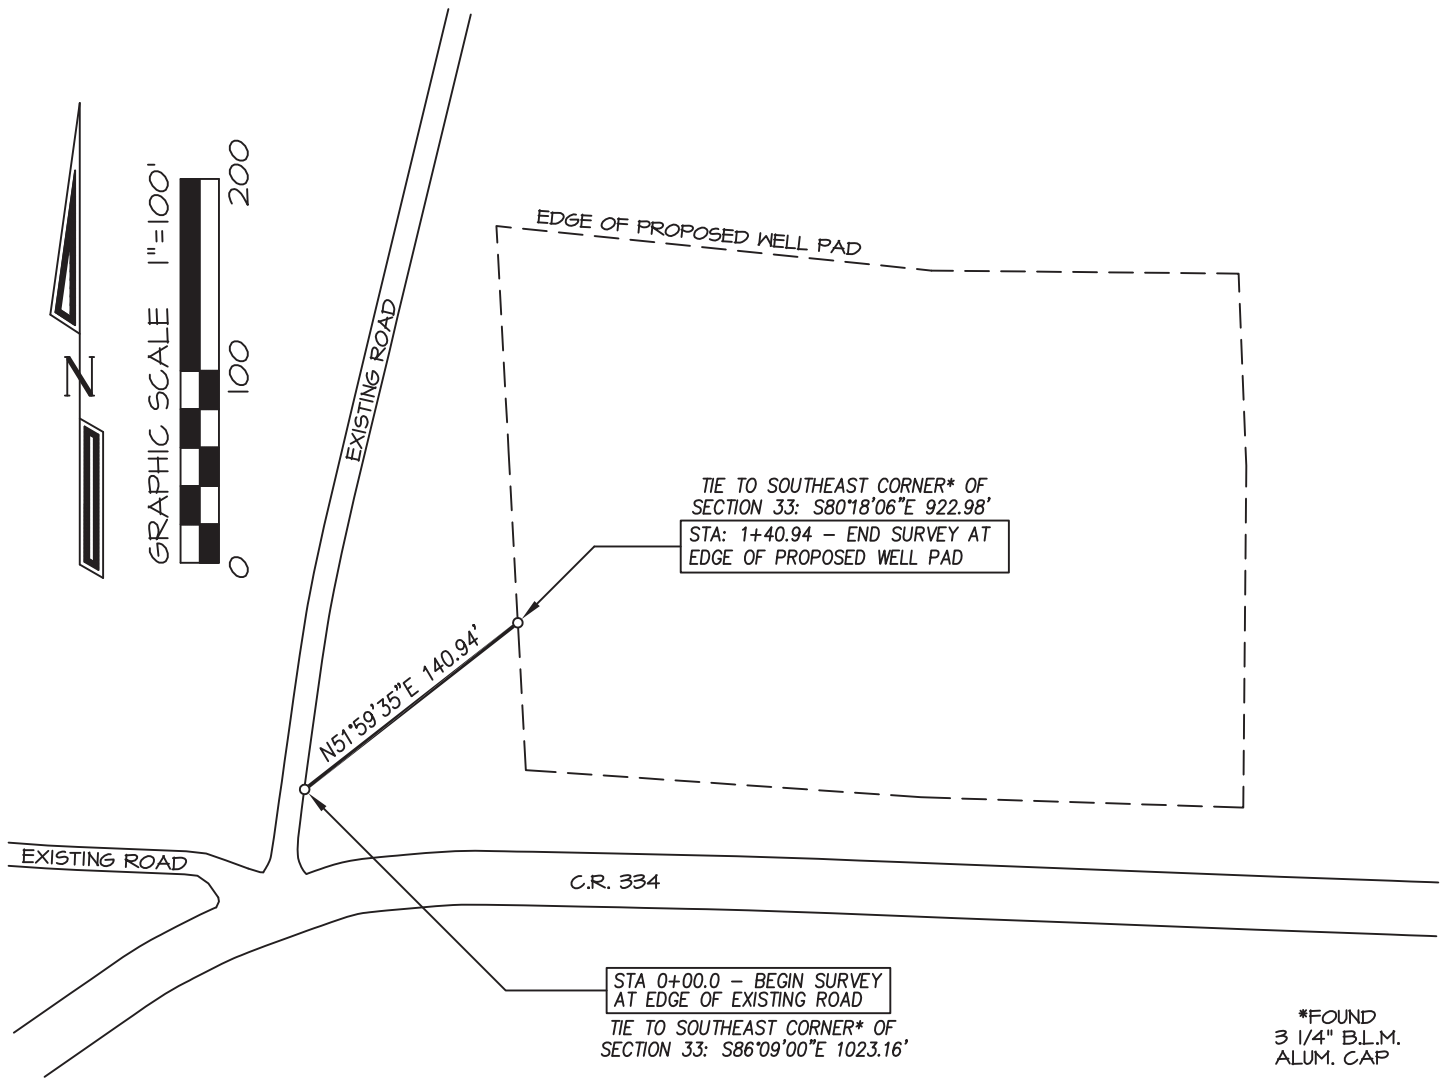 EDGE OF PROPOSED WELL PAD
GRAPHIC SCALE 1"=100'
0
100
200
N
EXISTING ROAD
TIE TO SOUTHEAST CORNER* OF
SECTION 33: S80°18'06"E 922.98'
STA: 1+40.94 – END SURVEY AT
EDGE OF PROPOSED WELL PAD
N51°59'35"E 140.94'
EXISTING ROAD
C.R. 334
STA 0+00.0 – BEGIN SURVEY
AT EDGE OF EXISTING ROAD
TIE TO SOUTHEAST CORNER* OF
SECTION 33: S86°09'00"E 1023.16'
*FOUND
3 1/4" B.L.M.
ALUM. CAP